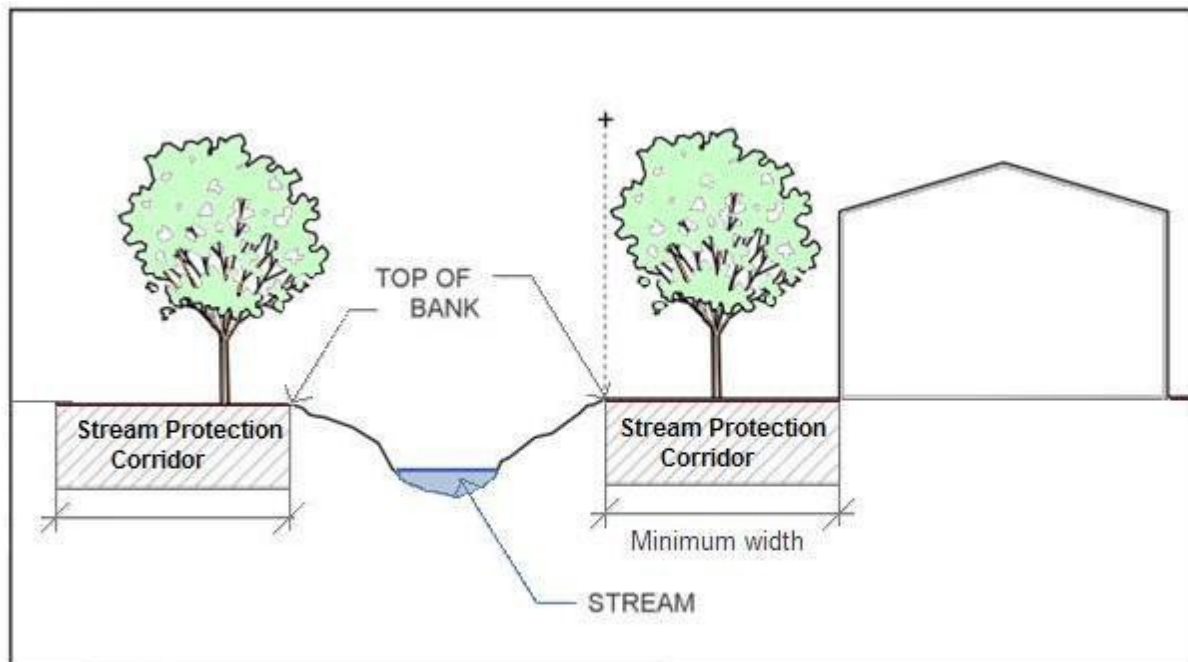 TOP OF
BANK
Stream Protection
Corridor
Stream Protection
Corridor
Minimum width
STREAM